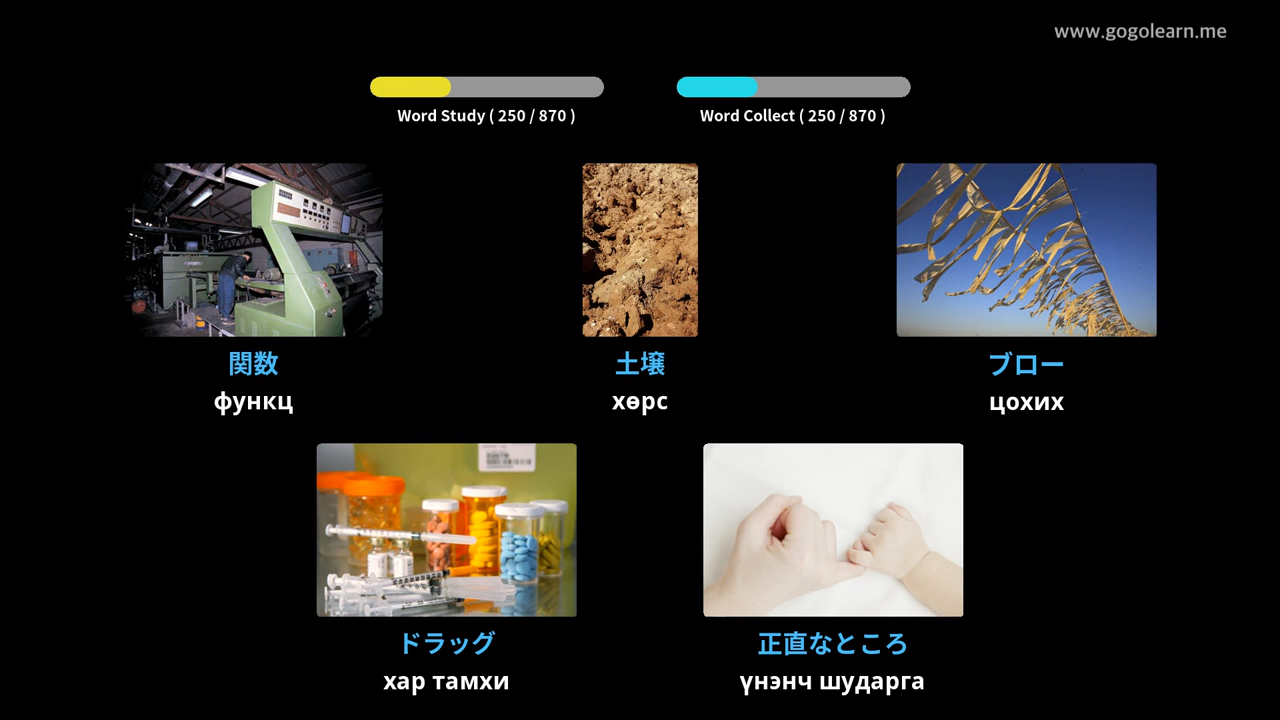 www.gogolearn.me
Word Study ( 250 / 870 )
Word Collect ( 250 / 870 )
関数
функц
土壌
хөрс
ブロー
цохих
ドラッグ
хар тамхи
正直なところ
үнэнч шударга